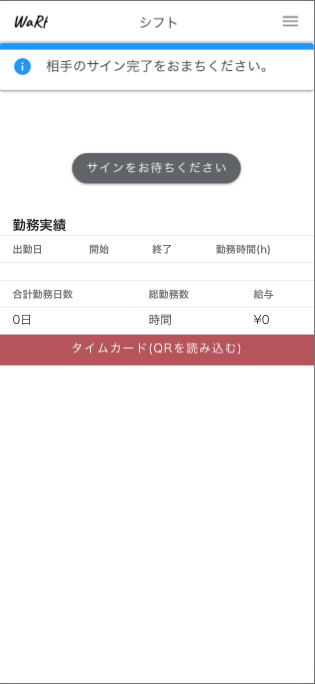 WaRt シフト
相手のサイン完了をおまちください。
サインをお待ちください
勤務実績
出勤日 開始 終了 勤務時間(h)
合計勤務日数 総勤務数 給与
0日 時間 ¥0
タイムカード(QRを読み込む)